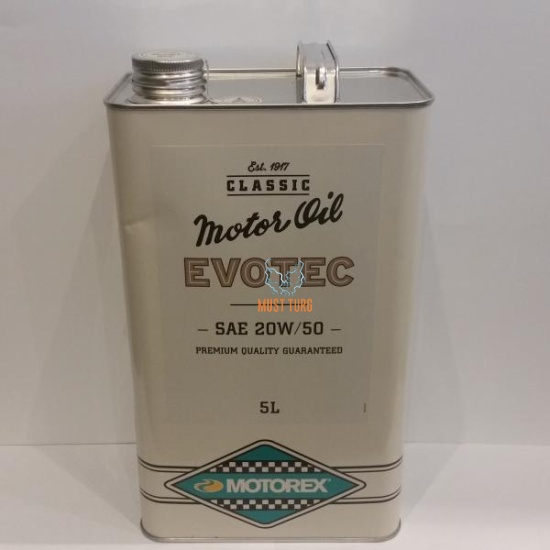 Est. 1917
CLASSIC
Motor Oil
EVOTEC
MUST TURG
– SAE 20W/50 –
PREMIUM QUALITY GUARANTEED
5L
MOTOREX